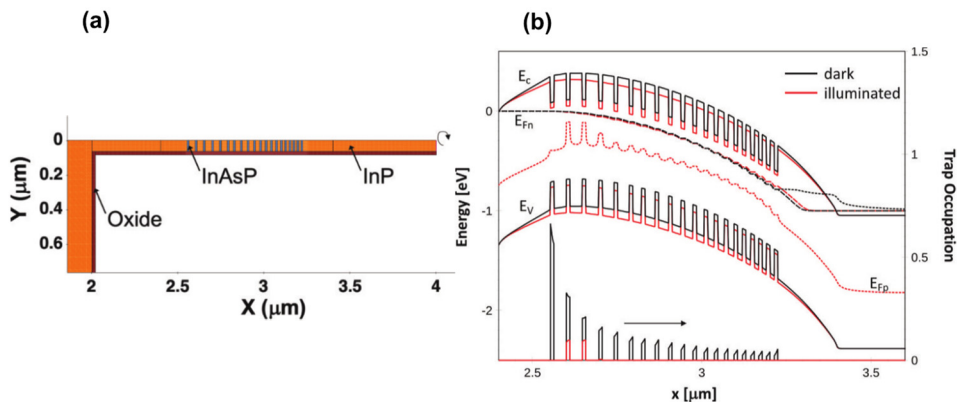 (a)
0
0.2
0.4
0.6
Y (μm)
InAsP
InP
Oxide
2
2.5
3
3.5
4
X (μm)
(b)
Ec
EFn
EV
EFp
dark
illuminated
0
-1
-2
Energy [eV]
1.5
1
0.5
0
Trap Occupation
2.5
3
x [μm]